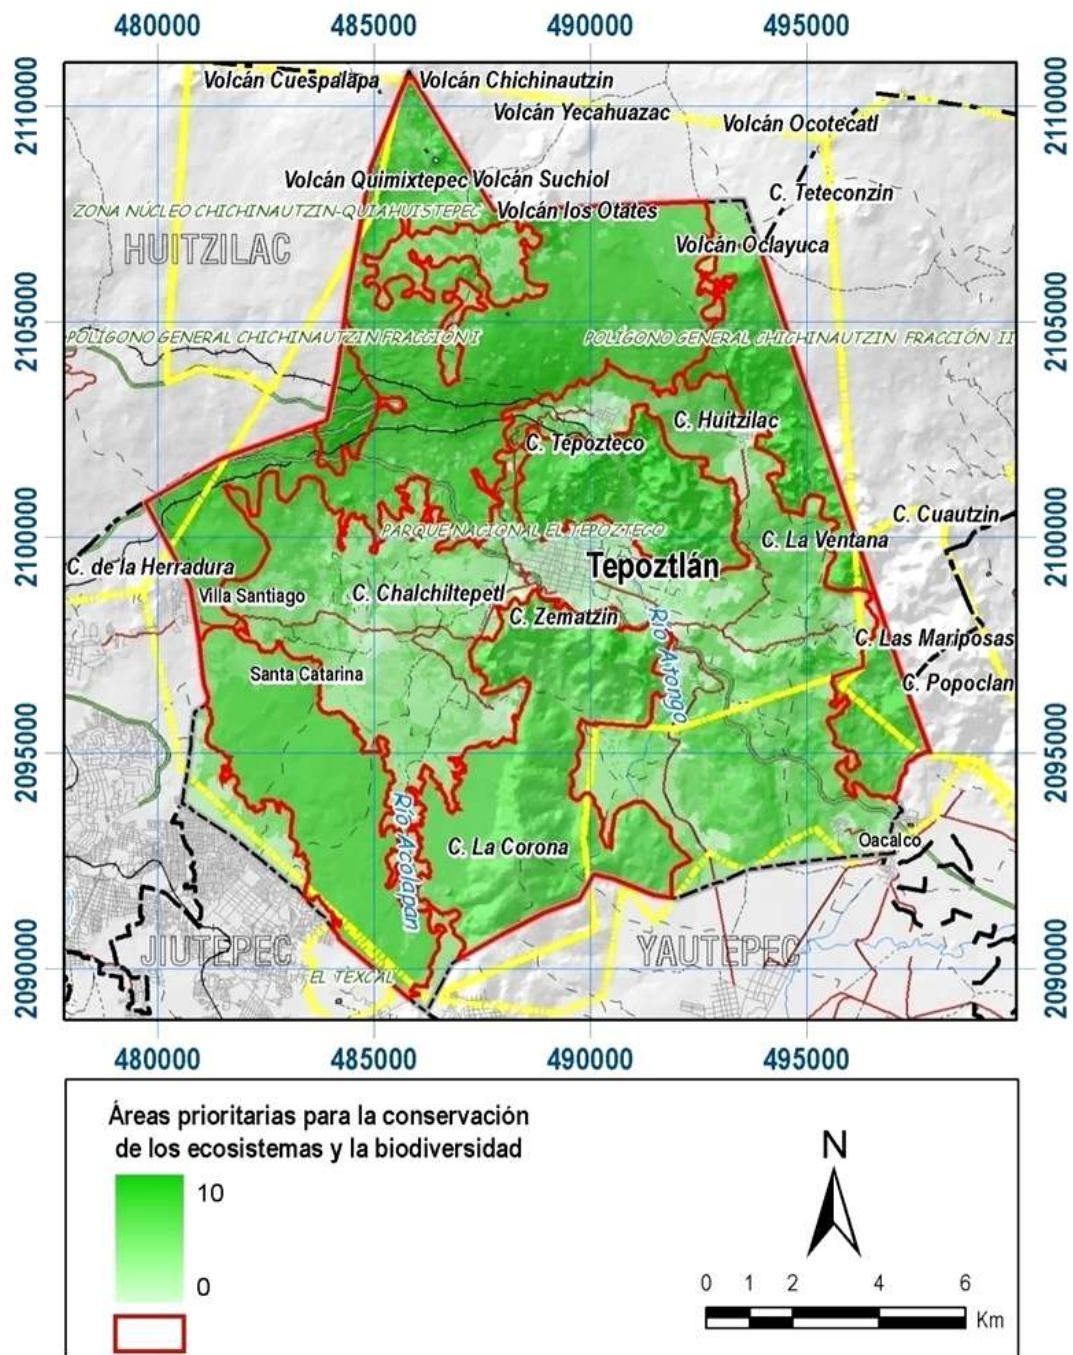 480000 485000 490000 495000
2110000
2105000
2100000
2095000
2090000
Volcán Cuespalapa
Volcán Chichinautzin
Volcán Yecahuazac
Volcán Ocotecatl
Volcán Quimixtepec
Volcán Suchiol
C. Teteconzin
ZONA NÚCLEO CHICHINAUTZIN-QUIAHUISTEPEC
Volcán los Otates
HUITZILAC
Volcán Oclayuca
POLÍGONO GENERAL CHICHINAUTZIN FRACCIÓN I
POLÍGONO GENERAL CHICHINAUTZIN FRACCIÓN II
C. Huitzilac
C. Tepozteco
C. Cuautzin
PARQUE NACIONAL EL TEPOZTECO
C. La Ventana
C. de la Herradura
Tepoztlán
Villa Santiago
C. Chalchiltepetl
C. Zematzin
Río Atongo
C. Las Mariposas
Santa Catarina
C. Popoclan
Río Acolapan
C. La Corona
Oacalco
JIUTEPEC
YAUTEPEC
EL TEXCAL
2110000
2105000
2100000
2095000
2090000
480000 485000 490000 495000
Áreas prioritarias para la conservación
de los ecosistemas y la biodiversidad
10
0
N
0 1 2 4 6
Km